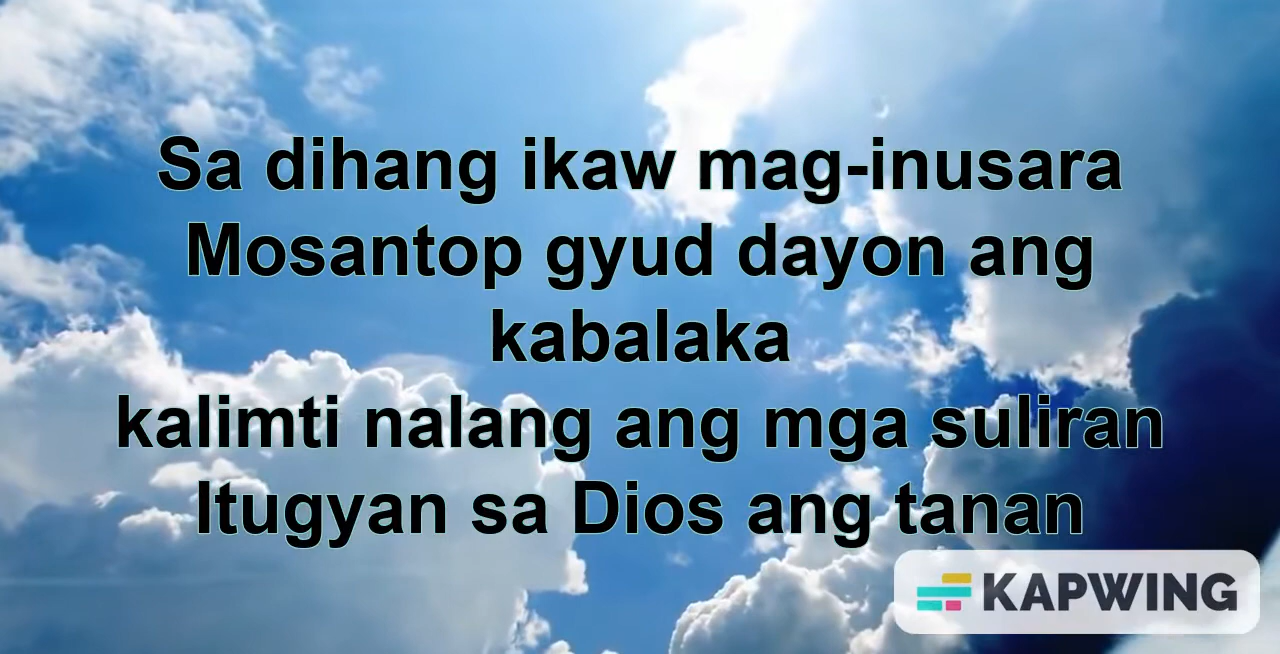 Sa dihang ikaw mag-inusara
Mosantop gyud dayon ang
kabalaka
kalimti nalang ang mga suliran
Itugyan sa Dios ang tanan
KAPWING